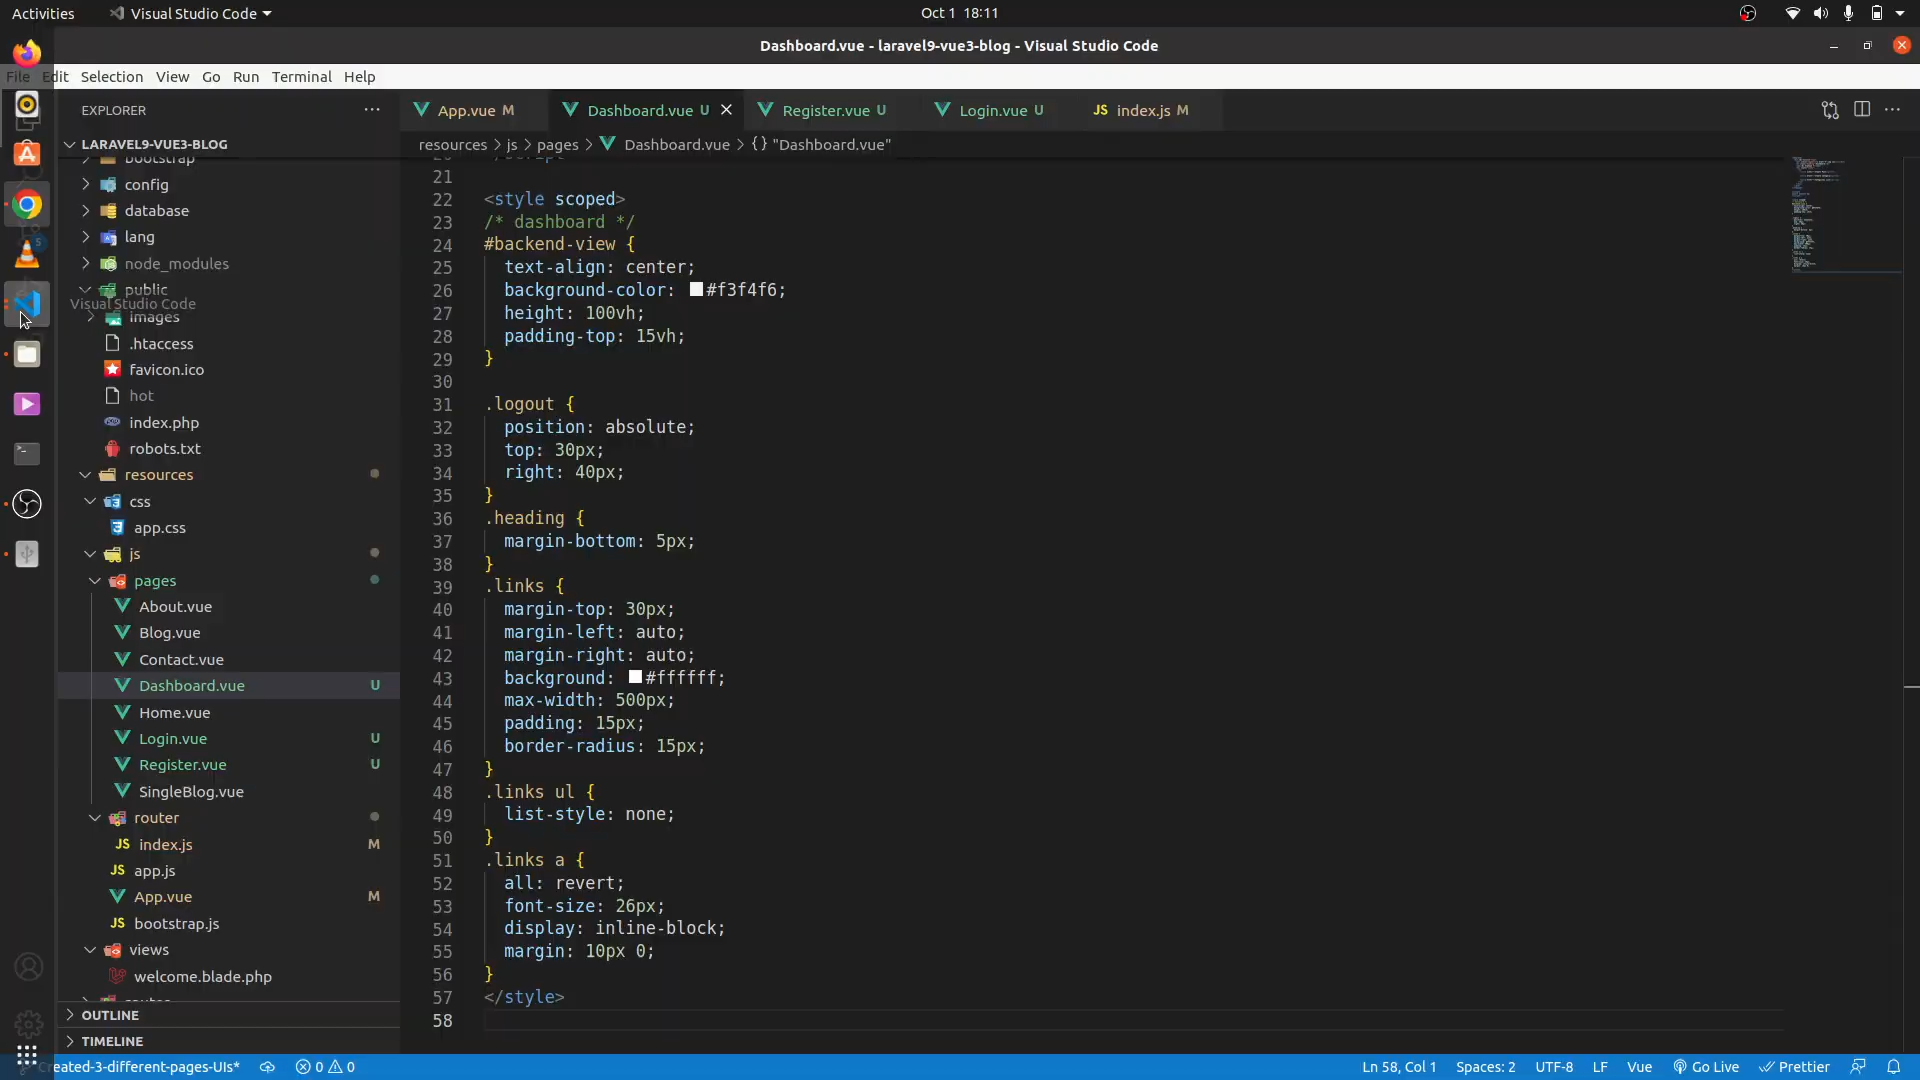 Activities
Visual Studio Code
Oct 1 18:11
Dashboard.vue - laravel9-vue3-blog - Visual Studio Code
File Edit Selection View Go Run Terminal Help
EXPLORER
App.vue M
Dashboard.vue U
Register.vue U
Login.vue U
JS index.js M
LARAVEL9-VUE3-BLOG
resources > js > pages > Dashboard.vue > {} "Dashboard.vue"
bootstrap
config
database
lang
node_modules
public
Visual Studio Code
images
.htaccess
favicon.ico
hot
index.php
robots.txt
resources
css
app.css
js
pages
About.vue
Blog.vue
Contact.vue
Dashboard.vue U
Home.vue
Login.vue U
Register.vue U
SingleBlog.vue
router
JS index.js M
JS app.js
App.vue M
JS bootstrap.js
views
welcome.blade.php
OUTLINE
TIMELINE
5
21
22 <style scoped>
23 /* dashboard */
24 #backend-view {
25 text-align: center;
26 background-color: #f3f4f6;
27 height: 100vh;
28 padding-top: 15vh;
29 }
30
31 .logout {
32 position: absolute;
33 top: 30px;
34 right: 40px;
35 }
36 .heading {
37 margin-bottom: 5px;
38 }
39 .links {
40 margin-top: 30px;
41 margin-left: auto;
42 margin-right: auto;
43 background: #ffffff;
44 max-width: 500px;
45 padding: 15px;
46 border-radius: 15px;
47 }
48 .links ul {
49 list-style: none;
50 }
51 .links a {
52 all: revert;
53 font-size: 26px;
54 display: inline-block;
55 margin: 10px 0;
56 }
57 </style>
58
reated-3-different-pages-UIs*
0 0
Ln 58, Col 1
Spaces: 2
UTF-8
LF
Vue
Go Live
Prettier